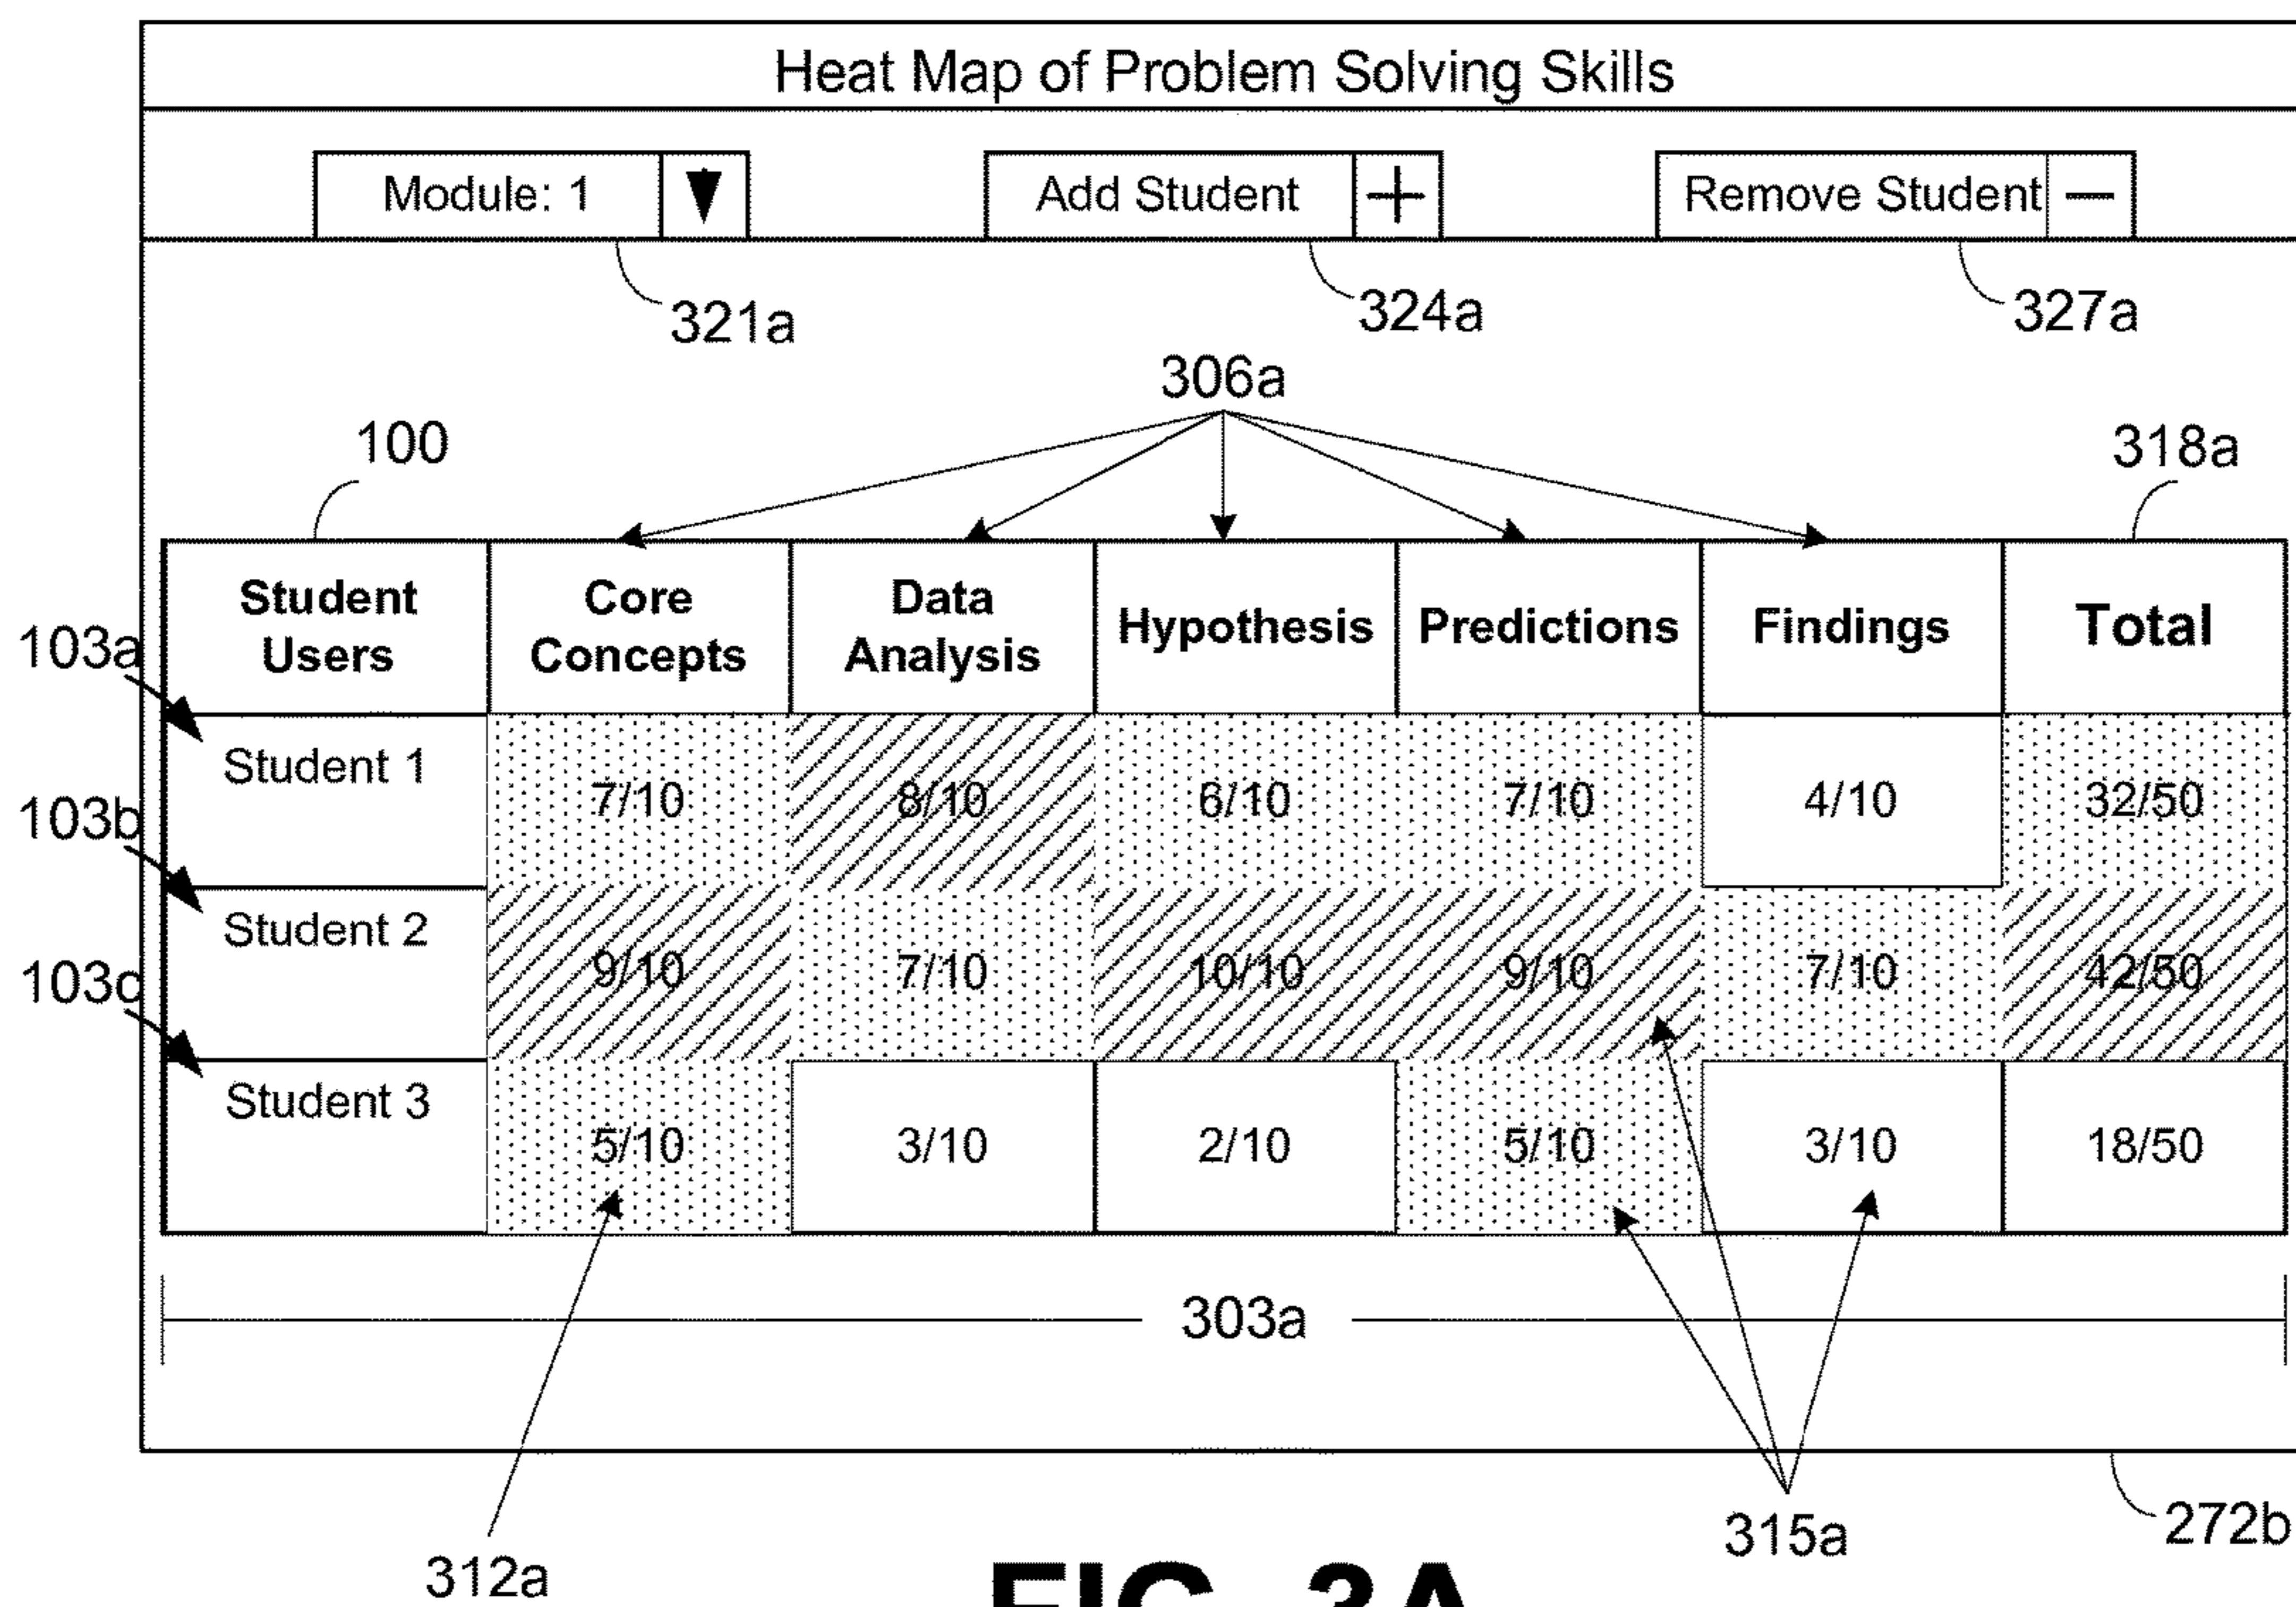 Heat Map of Problem Solving Skills
Module: 1 ▼ Add Student + Remove Student −
321a 324a 327a
306a
100 318a
Student Users Core Concepts Data Analysis Hypothesis Predictions Findings Total
103a
Student 1 7/10 8/10 6/10 7/10 4/10 32/50
103b
Student 2 9/10 7/10 10/10 9/10 7/10 42/50
103c
Student 3 5/10 3/10 2/10 5/10 3/10 18/50
303a
315a 272b
312a
FIG. 3A